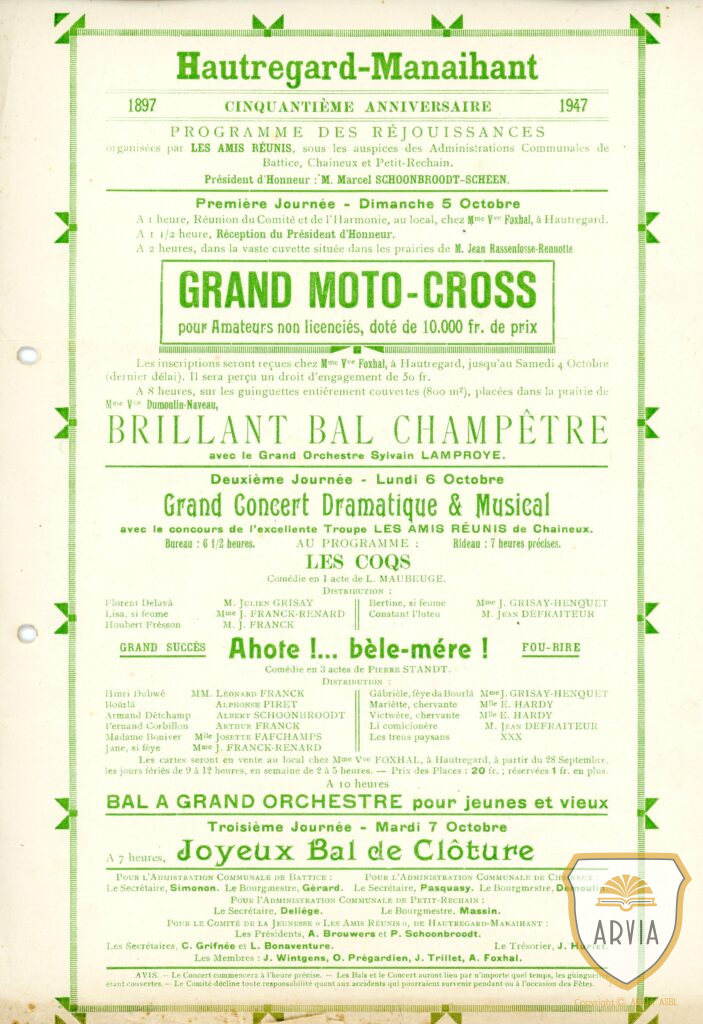 Hautregard-Manaihant
1897 CINQUANTIÈME ANNIVERSAIRE 1947
PROGRAMME DES RÉJOUISSANCES
organisées par LES AMIS RÉUNIS, sous les auspices des Administrations Communales de
Battice, Chaineux et Petit-Rechain.
Président d'Honneur : M. Marcel SCHOONBROODT-SCHEEN.
Première Journée - Dimanche 5 Octobre
A 1 heure, Réunion du Comité et de l'Harmonie, au local, chez Mme Vve Foxhal, à Hautregard.
A 1 1/2 heure, Réception du Président d'Honneur.
A 2 heures, dans la vaste cuvette située dans les prairies de M. Jean Rassenfosse-Rennotte
GRAND MOTO-CROSS
pour Amateurs non licenciés, doté de 10.000 fr. de prix
Les inscriptions seront reçues chez Mme Vve Foxhal, à Hautregard, jusqu'au Samedi 4 Octobre
(dernier délai). Il sera perçu un droit d'engagement de 50 fr.
A 8 heures, sur les guinguettes entièrement couvertes (800 m²), placées dans la prairie de
Mme Vve Dumoulin-Naveau,
BRILLANT BAL CHAMPÊTRE
avec le Grand Orchestre Sylvain LAMPROYE.
Deuxième Journée - Lundi 6 Octobre
Grand Concert Dramatique & Musical
avec le concours de l'excellente Troupe LES AMIS RÉUNIS de Chaineux.
Bureau : 6 1/2 heures. AU PROGRAMME : Rideau : 7 heures précises.
LES COQS
Comédie en 1 acte de L. MAUBEUGE.
DISTRIBUTION :
Florent Delavâ M. JULIEN GRISAY Bertine, si feume Mme J. GRISAY-HENQUET
Lisa, si feume Mme J. FRANCK-RENARD Constant l'luteu M. JEAN DEFRAITEUR
Houbert Frésson M. J. FRANCK
GRAND SUCCÈS Ahote !... bèle-mére ! FOU-RIRE
Comédie en 3 actes de PIERRE STANDT.
DISTRIBUTION :
Hinri Dubwè MM. LÉONARD FRANCK Gâbrièle, fèye da Bourlâ Mme J. GRISAY-HENQUET
Boûrlâ ALPHONSE PIRET Mariètte, chervante Mlle E. HARDY
Armand Dètchamp ALBERT SCHOONBROODT Victwére, chervante Mlle E. HARDY
Fernand Corbillon ARTHUR FRANCK Li comicionère M. JEAN DEFRAITEUR
Madame Boniver Mlle JOSETTE FAFCHAMPS Les treus paysans XXX
Jane, si fèye Mme J. FRANCK-RENARD
Les cartes seront en vente au local chez Mme Vve FOXHAL, à Hautregard, à partir du 28 Septembre,
les jours fériés de 9 à 12 heures, en semaine de 2 à 5 heures. — Prix des Places : 20 fr. ; réservées 1 fr. en plus.
A 10 heures
BAL A GRAND ORCHESTRE pour jeunes et vieux
Troisième Journée - Mardi 7 Octobre
A 7 heures, Joyeux Bal de Clôture
POUR L'ADMISTRATION COMMUNALE DE BATTICE : POUR L'ADMINISTRATION COMMUNALE DE
Le Secrétaire, Simonon. Le Bourgmestre, Gérard. Le Secrétaire, Pasquasy. Le Bourgmestre, Demoulin
POUR L'ADMINISTRATION COMMUNALE DE PETIT-RECHAIN :
Le Secrétaire, Deliége. Le Bourgmestre, Massin.
POUR LE COMITÉ DE LA JEUNESSE « LES AMIS RÉUNIS », DE HAUTREGARD-MANAIHANT :
Les Présidents, A. Brouwers et P. Schoonbroodt.
Les Secrétaires, C. Grifnée et L. Bonaventure. Le Trésorier, J.
Les Membres : J. Wintgens, O. Prégardien, J. Trillet, A. Foxhal.
AVIS. — Le Concert commencera à l'heure précise. — Les Bals et le Concert auront lieu par n'importe quel temps, les
étant couvertes. — Le Comité décline toute responsabilité quant aux accidents qui pourraient survenir pendant ou à l'occasion des Fêtes.
ARVIA
Copyright © ASBL